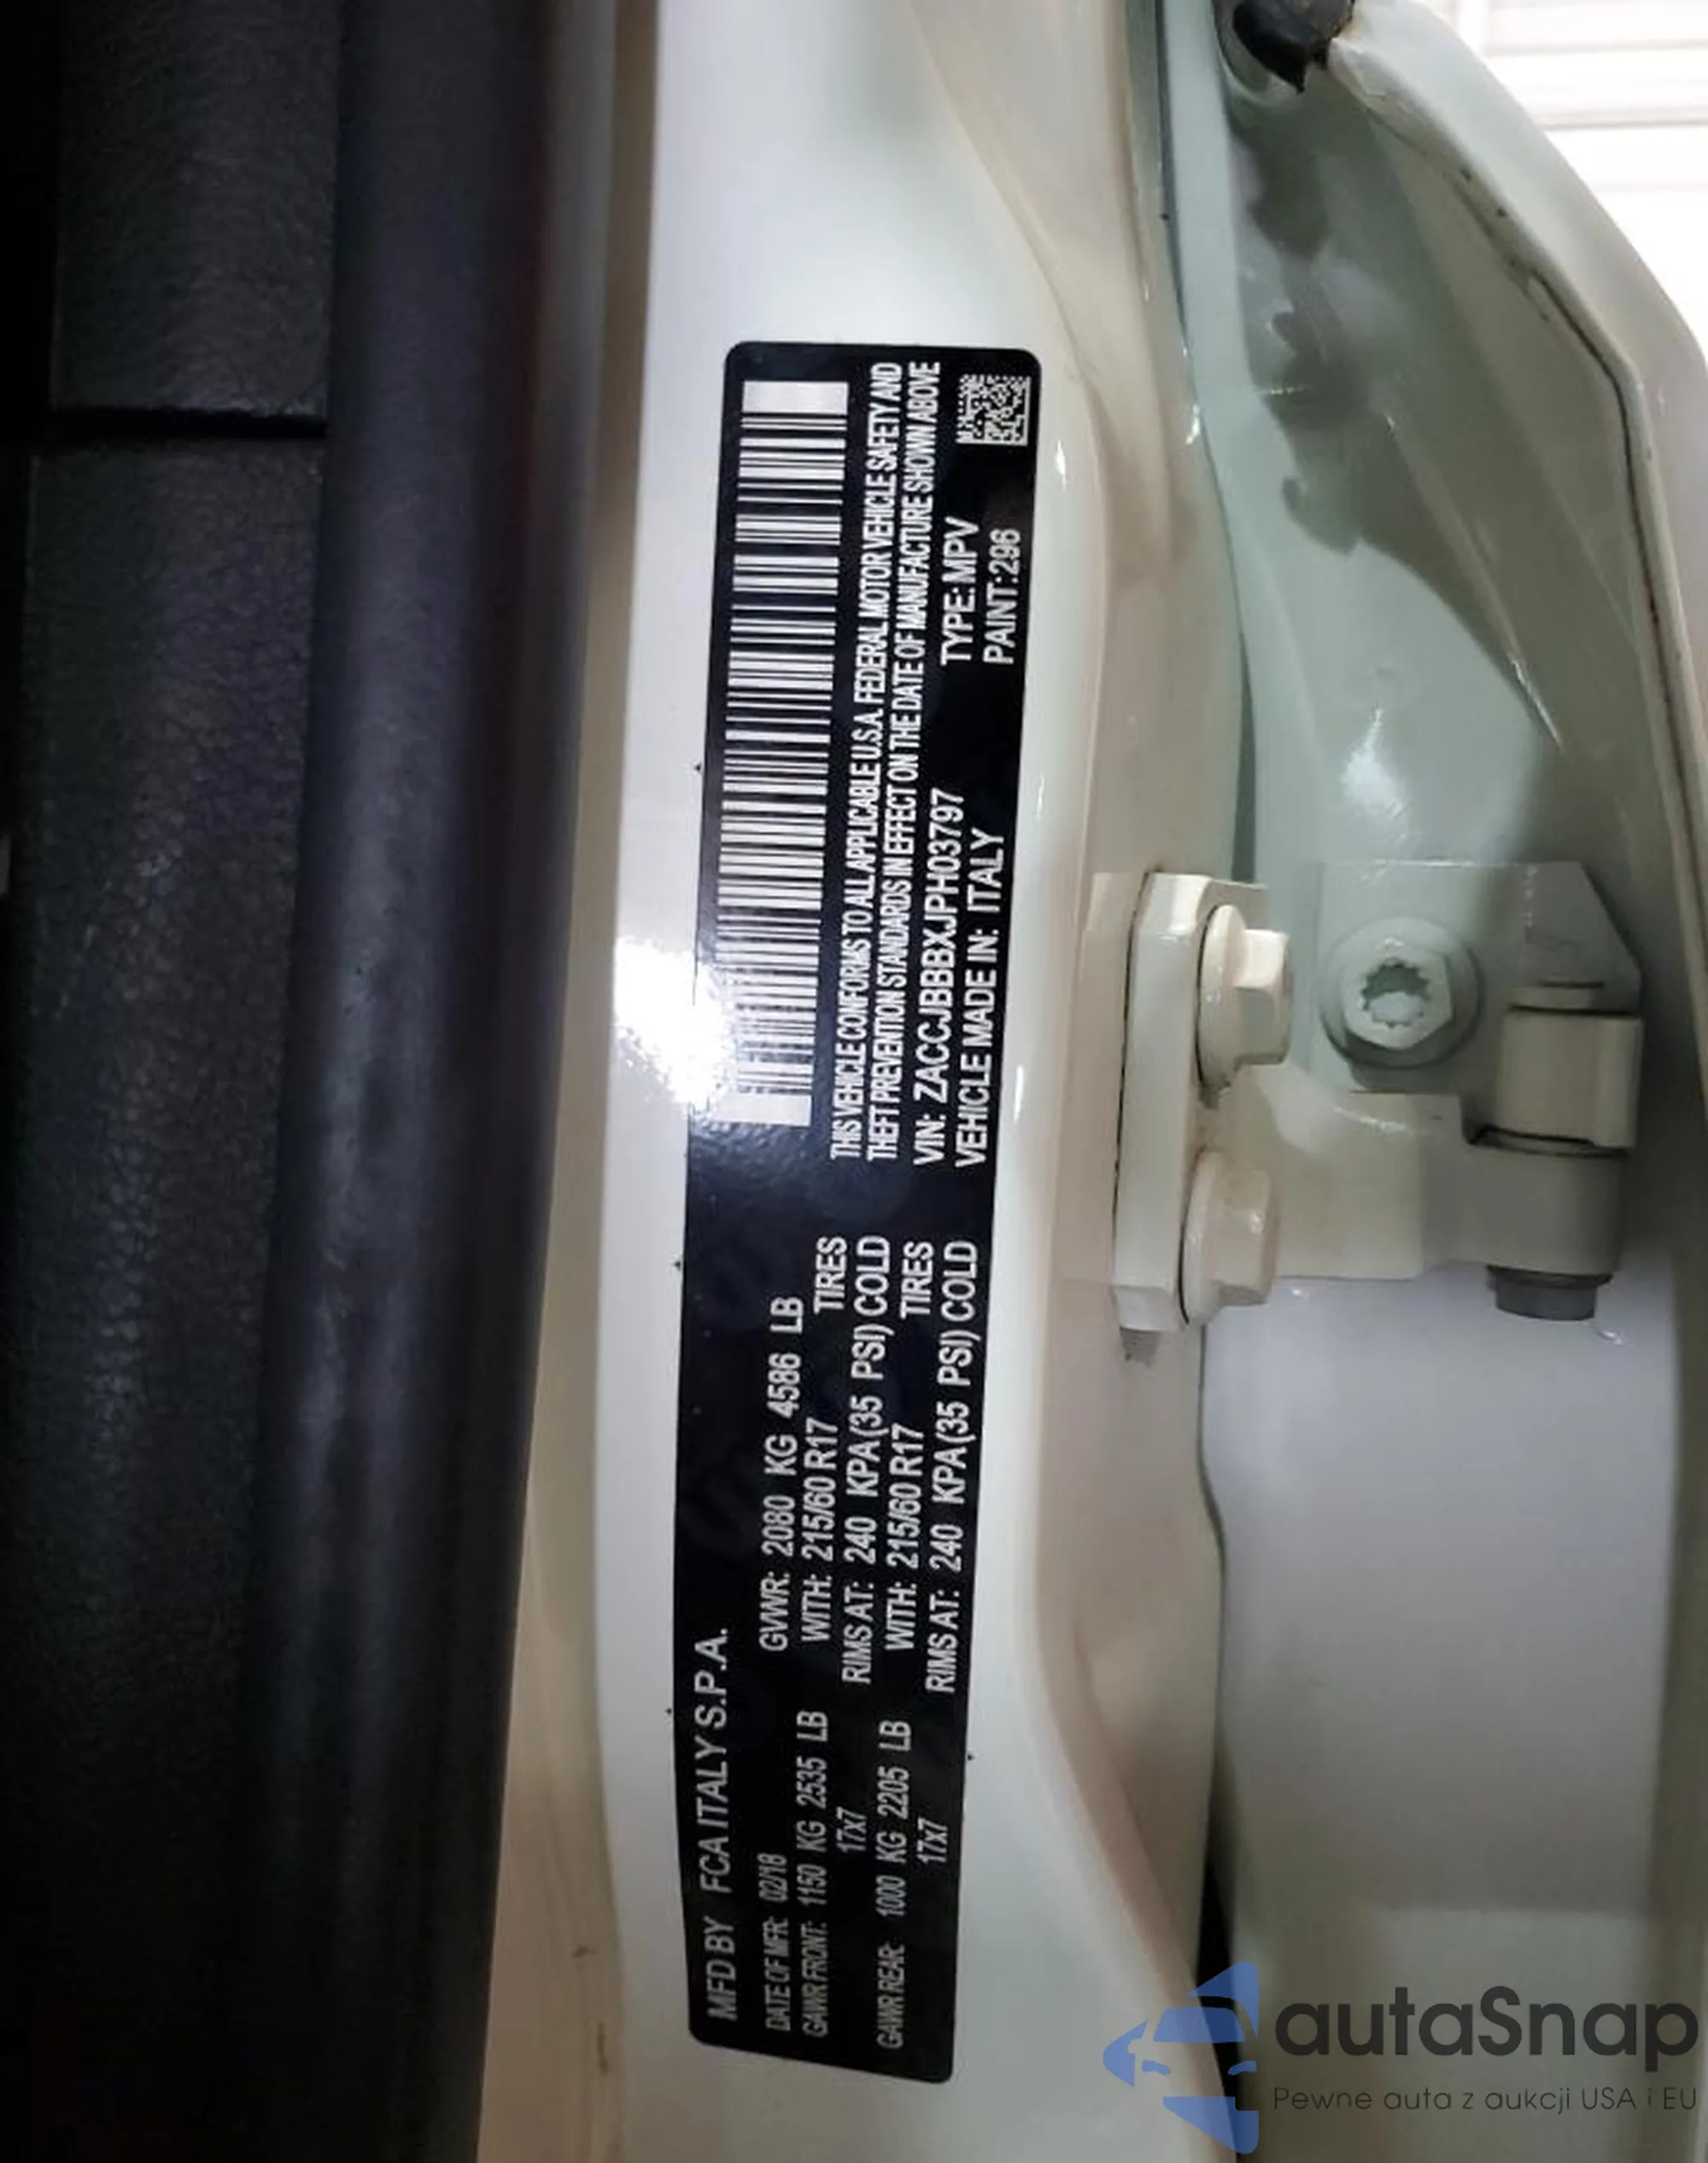 MFD BY FCA ITALY S.P.A.
DATE OF MFR: 02/18 GVWR: 2080 KG 4586 LB
GAWR FRONT: 1150 KG 2535 LB WITH: 215/60 R17 TIRES
17x7 RIMS AT: 240 KPA (35 PSI) COLD
GAWR REAR: 1000 KG 2205 LB WITH: 215/60 R17 TIRES
17x7 RIMS AT: 240 KPA (35 PSI) COLD
THIS VEHICLE CONFORMS TO ALL APPLICABLE U.S.A. FEDERAL MOTOR VEHICLE SAFETY AND
THEFT PREVENTION STANDARDS IN EFFECT ON THE DATE OF MANUFACTURE SHOWN ABOVE
VIN: ZACCJBBBXJPH03797 TYPE: MPV
VEHICLE MADE IN: ITALY PAINT: 296
autaSnap
Pewne auta z aukcji USA i EU